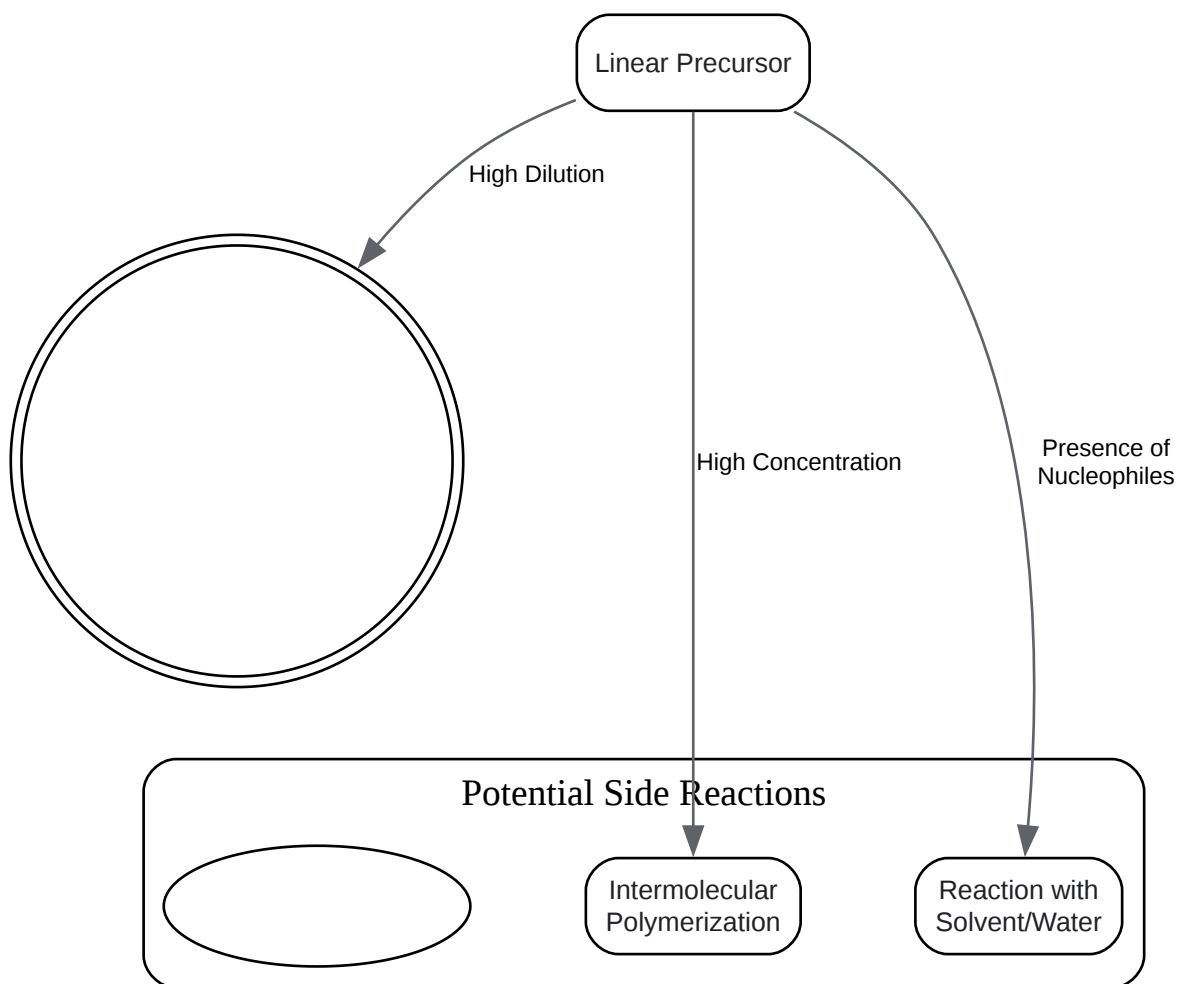 Linear Precursor
High Dilution
High Concentration
Presence of
Nucleophiles
Potential Side Reactions
Intermolecular
Polymerization
Reaction with
Solvent/Water